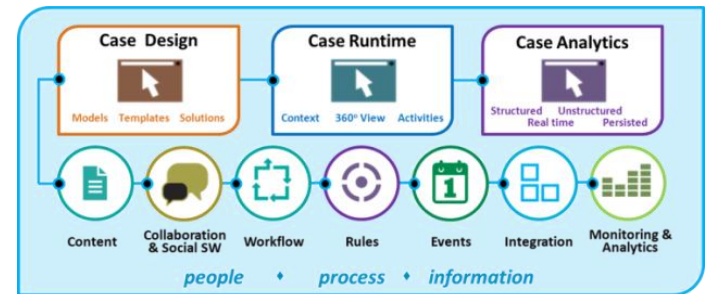 Case Design
Models Templates Solutions
Case Runtime
Context 360° View Activities
Case Analytics
Structured Unstructured
Real time Persisted
Content
Collaboration
& Social SW
Workflow
Rules
1
Events
Integration
Monitoring &
Analytics
people ♦ process ♦ information